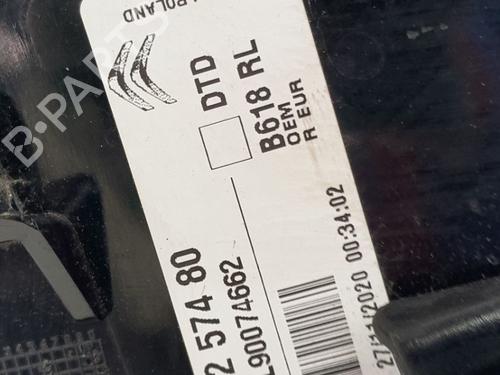 POLAND
DTD
B618 RL
OEM
R EUR
2 574 80
L90074662
27/11/2020 00:34:02
B-PARTS